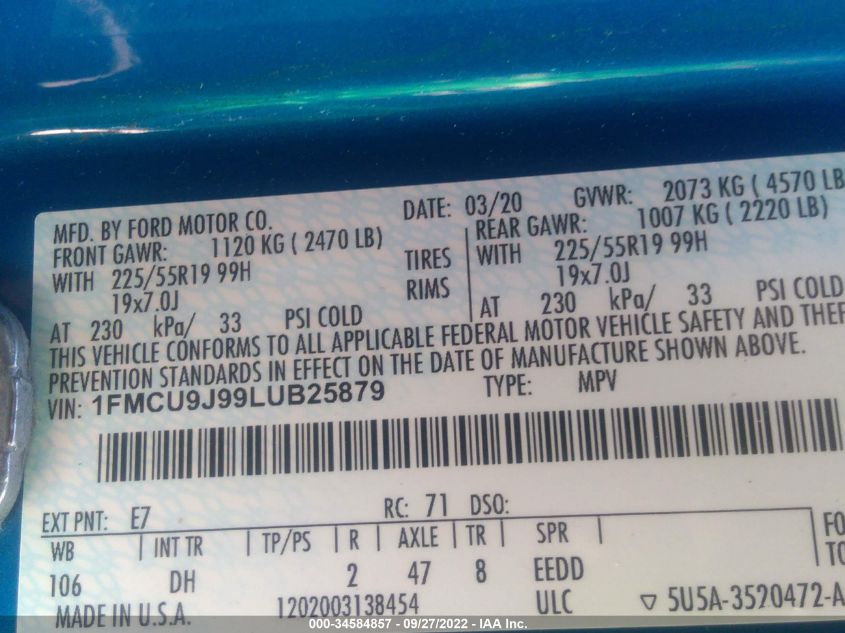 MFD. BY FORD MOTOR CO.
DATE: 03/20 GVWR: 2073 KG ( 4570 LB
FRONT GAWR: 1120 KG ( 2470 LB) REAR GAWR: 1007 KG ( 2220 LB)
WITH 225/55R19 99H TIRES WITH 225/55R19 99H
19x7.0J RIMS 19x7.0J
AT 230 kPa/ 33 PSI COLD AT 230 kPa/ 33 PSI COLD
THIS VEHICLE CONFORMS TO ALL APPLICABLE FEDERAL MOTOR VEHICLE SAFETY AND THEF
PREVENTION STANDARDS IN EFFECT ON THE DATE OF MANUFACTURE SHOWN ABOVE.
VIN: 1FMCU9J99LUB25879 TYPE: MPV
EXT PNT: E7 RC: 71 DSO:
WB | INT TR | TP/PS | R | AXLE | TR | SPR | FO
106 DH 2 47 8 EEDD TO
MADE IN U.S.A. 1202003138454 ULC ▽ 5U5A-3520472-A
000-34584857 - 09/27/2022 - IAA Inc.